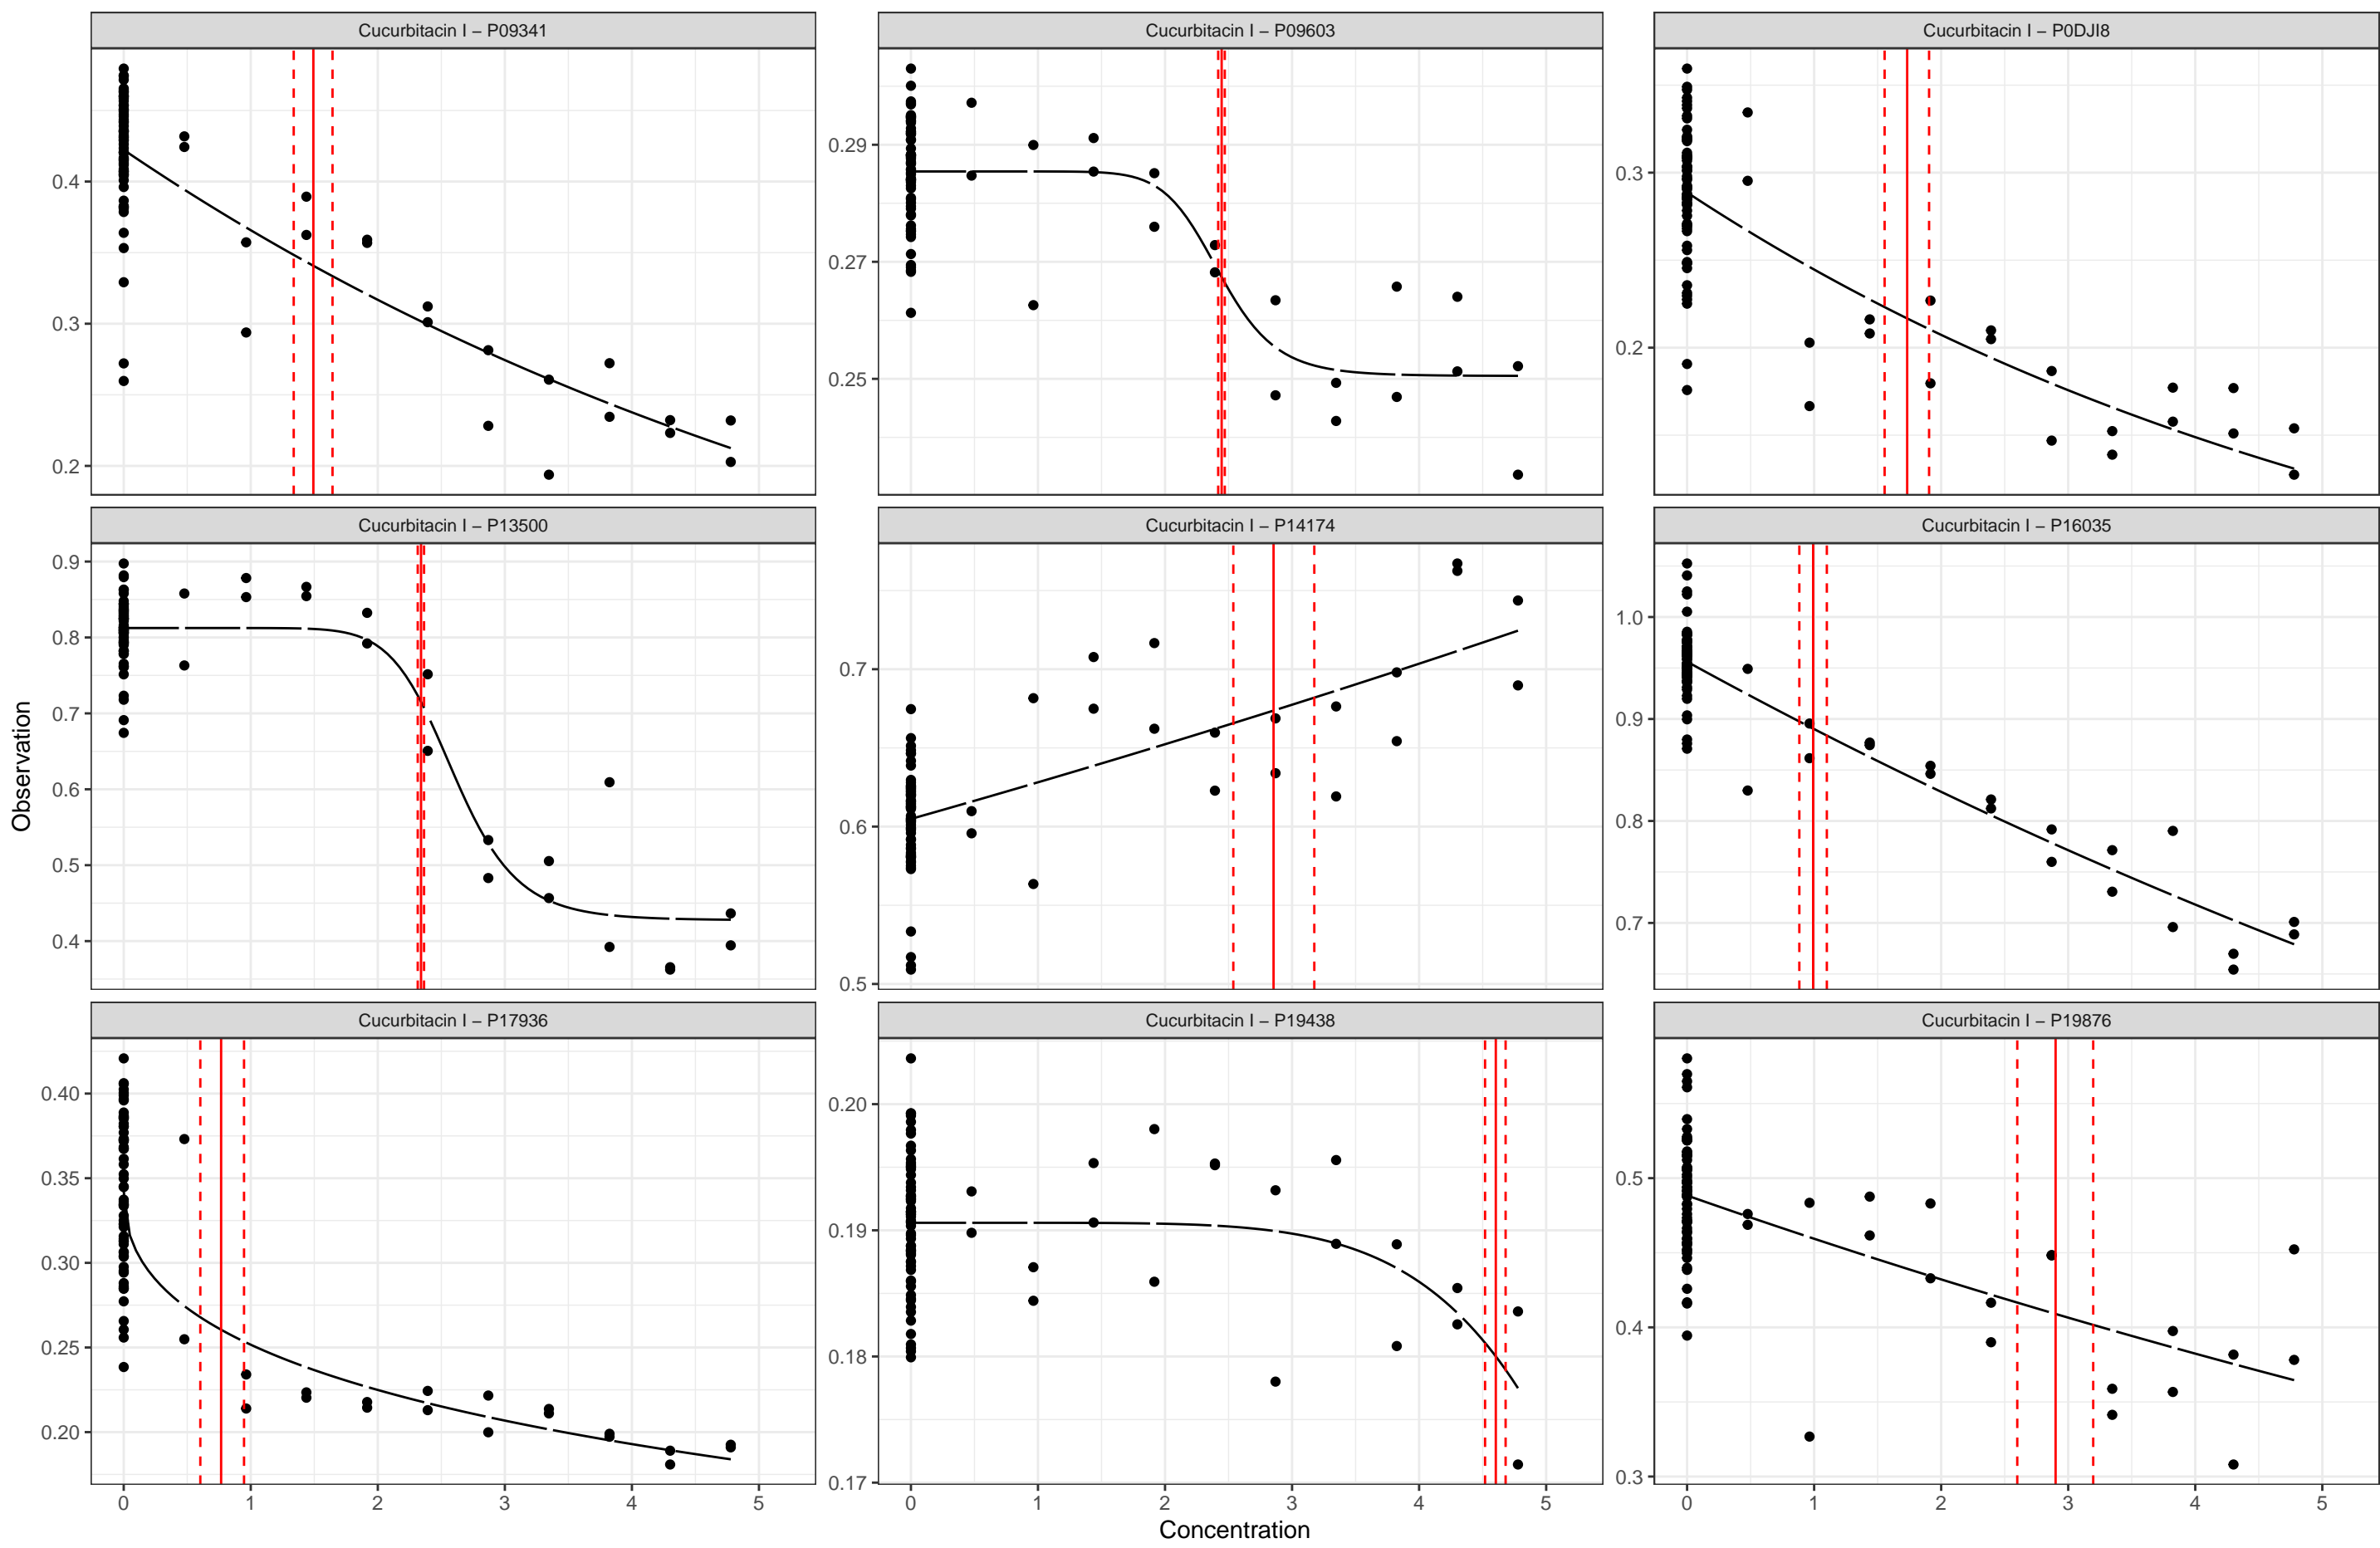 Cucurbitacin I – P09341
Cucurbitacin I – P09603
Cucurbitacin I – P0DJI8
0.4
0.3
0.2
0.29
0.27
0.25
0.3
0.2
Cucurbitacin I – P13500
Cucurbitacin I – P14174
Cucurbitacin I – P16035
0.9
0.8
0.7
0.6
0.5
0.4
0.7
0.6
0.5
1.0
0.9
0.8
0.7
Observation
Cucurbitacin I – P17936
Cucurbitacin I – P19438
Cucurbitacin I – P19876
0.40
0.35
0.30
0.25
0.20
0.20
0.19
0.18
0.17
0.5
0.4
0.3
0 1 2 3 4 5
0 1 2 3 4 5
0 1 2 3 4 5
Concentration